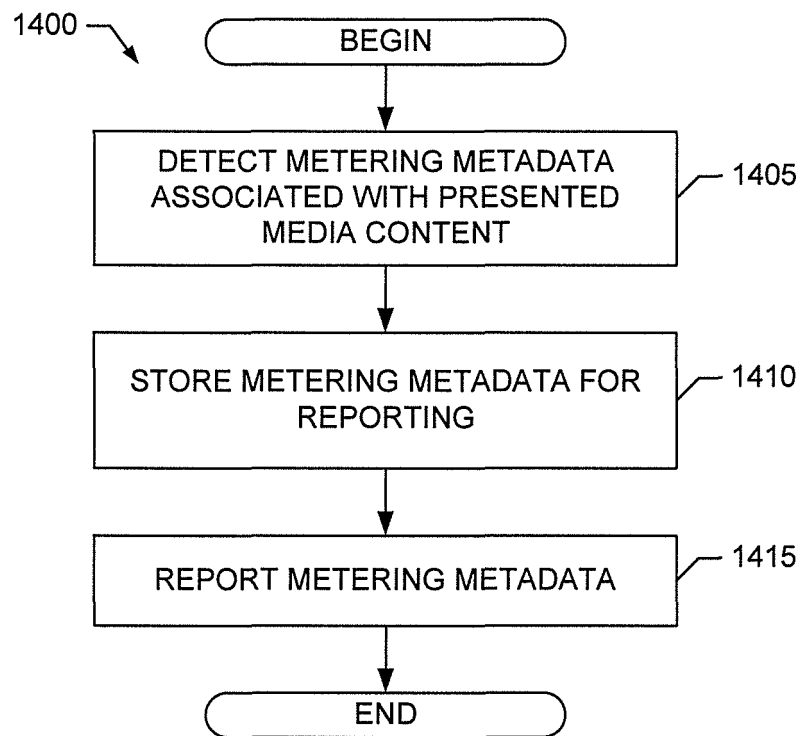 1400
BEGIN
DETECT METERING METADATA
ASSOCIATED WITH PRESENTED
MEDIA CONTENT
1405
STORE METERING METADATA FOR
REPORTING
1410
REPORT METERING METADATA
1415
END